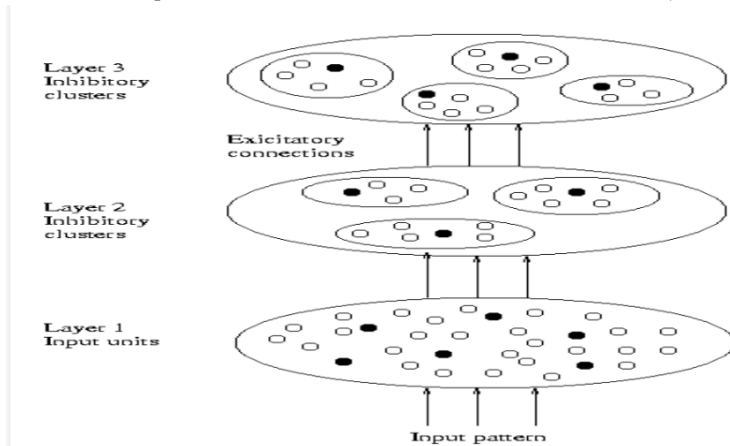 Layer 3
Inhibitory
clusters
Exicitatory
connections
Layer 2
Inhibitory
clusters
Layer 1
Input units
Input pattern